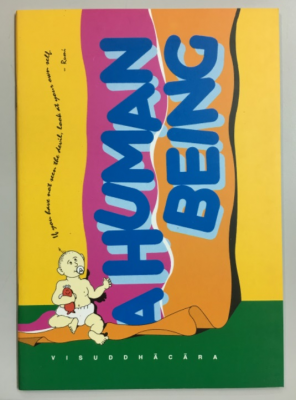 If you have not seen the devil, look at your own self.
- Rumi
A HUMAN
BEING
VISUDDHĀCĀRA